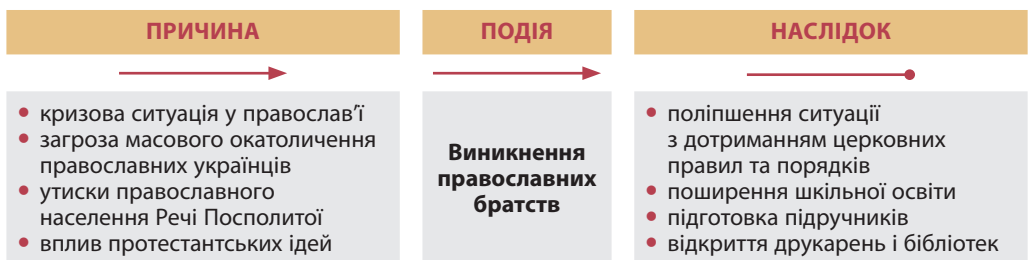 ПРИЧИНА
ПОДІЯ
НАСЛІДОК
• кризова ситуація у православ’ї
• загроза масового окатоличення
православних українців
• утиски православного
населення Речі Посполитої
• вплив протестантських ідей
Виникнення
православних
братств
• поліпшення ситуації
з дотриманням церковних
правил та порядків
• поширення шкільної освіти
• підготовка підручників
• відкриття друкарень і бібліотек